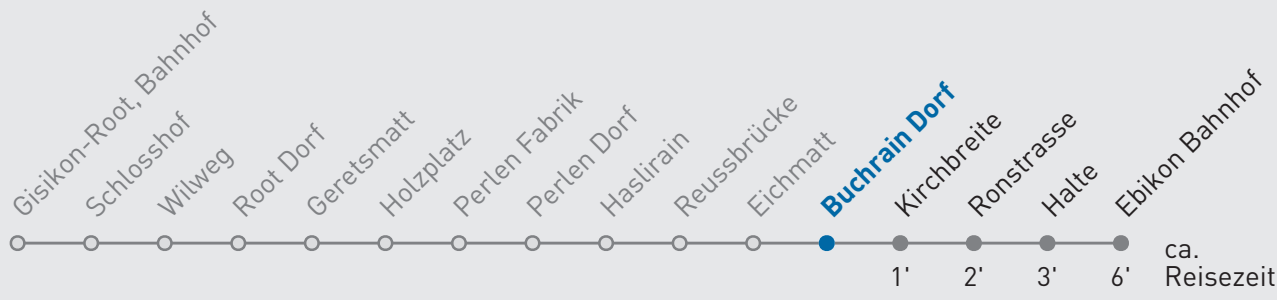 Gisikon-Root, Bahnhof
Schlosshof
Wilweg
Root Dorf
Geretsmatt
Holzplatz
Perlen Fabrik
Perlen Dorf
Haslirain
Reussbrücke
Eichmatt
Buchrain Dorf
Kirchbreite
Ronstrasse
Halte
Ebikon Bahnhof
1' 2' 3' 6'
ca.
Reisezeit